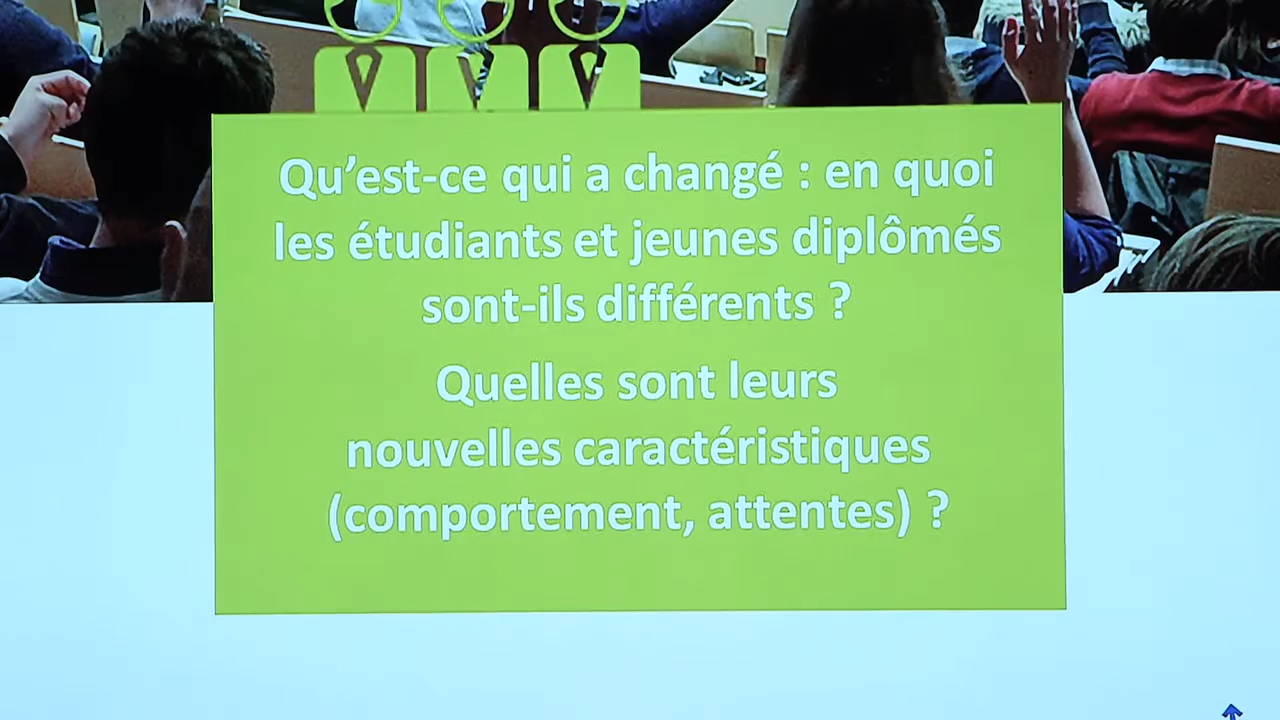 Qu’est-ce qui a changé : en quoi
les étudiants et jeunes diplômés
sont-ils différents ?
Quelles sont leurs
nouvelles caractéristiques
(comportement, attentes) ?